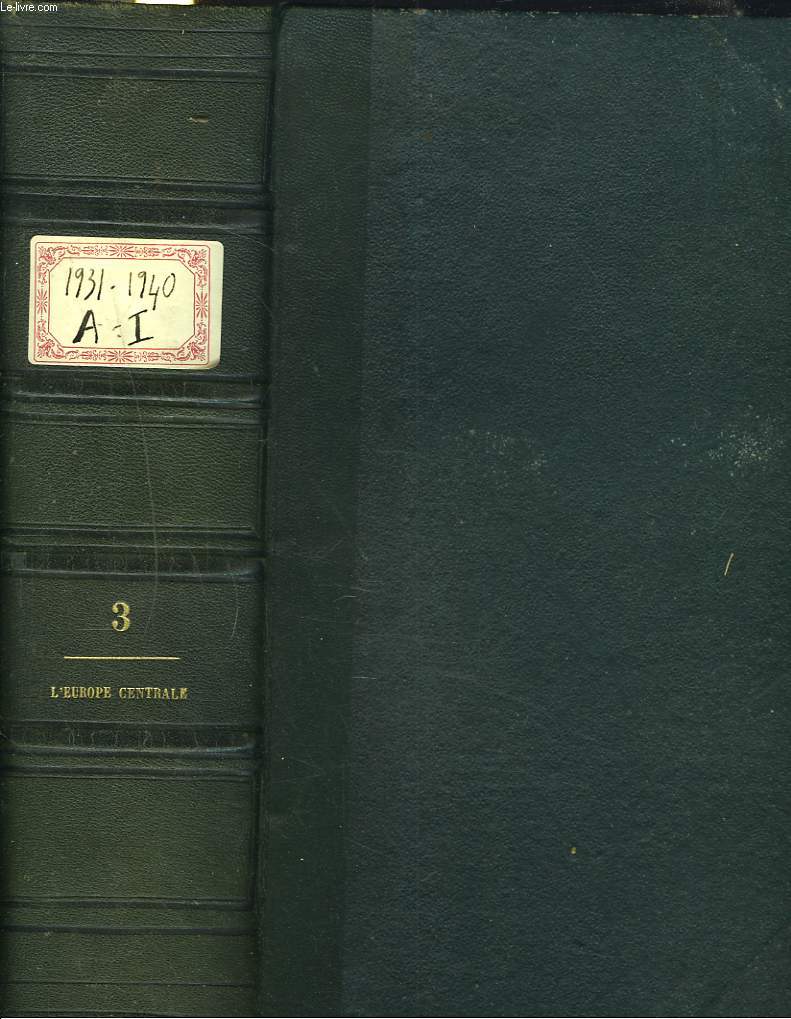 Le-livre.com
1931-1940
A-I
3
L'EUROPE CENTRALE